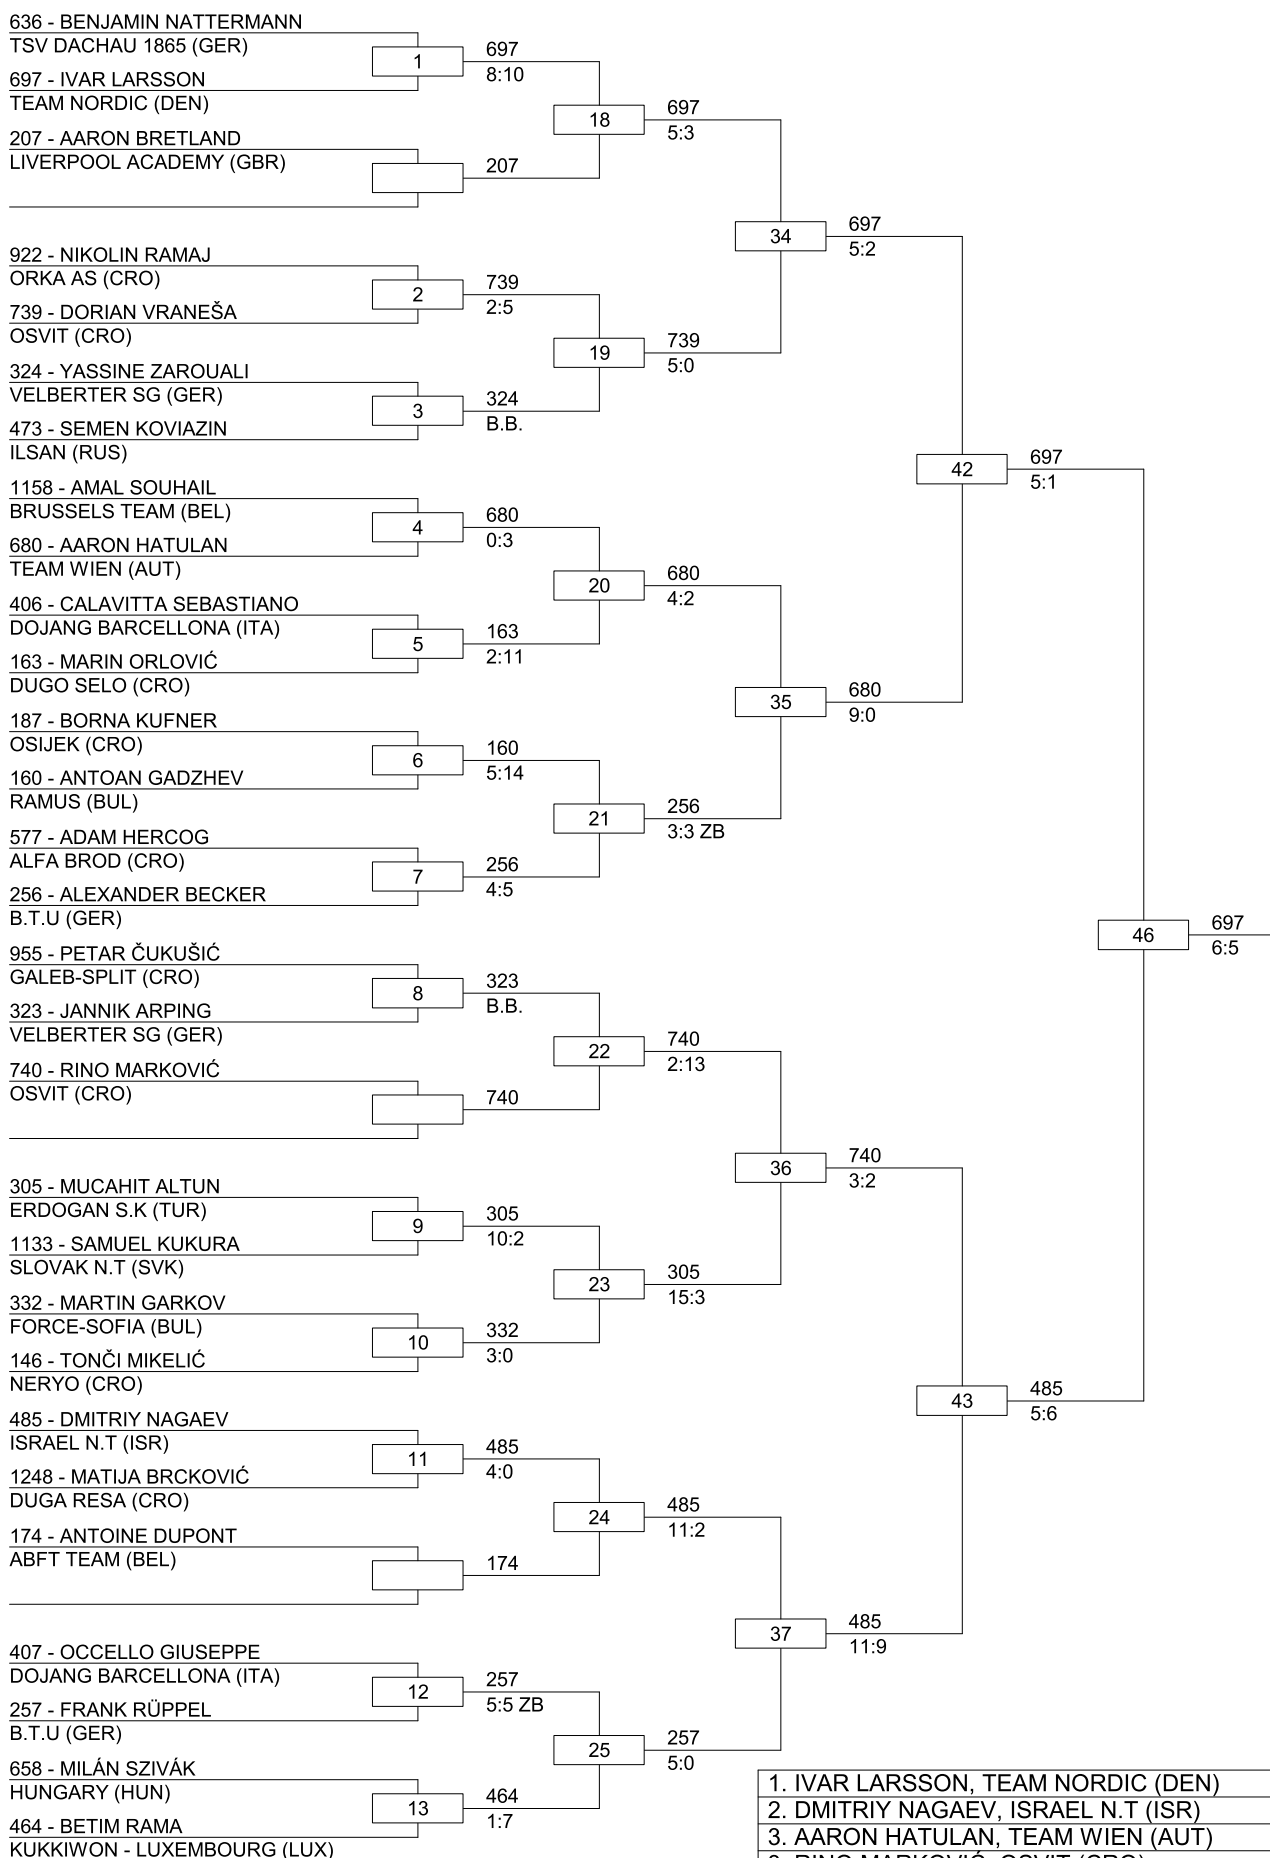 636 - BENJAMIN NATTERMANN
TSV DACHAU 1865 (GER)
1
697
8:10
697 - IVAR LARSSON
TEAM NORDIC (DEN)
18
697
5:3
207 - AARON BRETLAND
LIVERPOOL ACADEMY (GBR)
207
34
697
5:2
922 - NIKOLIN RAMAJ
ORKA AS (CRO)
2
739
2:5
739 - DORIAN VRANEŠA
OSVIT (CRO)
19
739
5:0
324 - YASSINE ZAROUALI
VELBERTER SG (GER)
3
324
B.B.
473 - SEMEN KOVIAZIN
ILSAN (RUS)
42
697
5:1
1158 - AMAL SOUHAIL
BRUSSELS TEAM (BEL)
4
680
0:3
680 - AARON HATULAN
TEAM WIEN (AUT)
20
680
4:2
406 - CALAVITTA SEBASTIANO
DOJANG BARCELLONA (ITA)
5
163
2:11
163 - MARIN ORLOVIĆ
DUGO SELO (CRO)
35
680
9:0
187 - BORNA KUFNER
OSIJEK (CRO)
6
160
5:14
160 - ANTOAN GADZHEV
RAMUS (BUL)
21
256
3:3 ZB
577 - ADAM HERCOG
ALFA BROD (CRO)
7
256
4:5
256 - ALEXANDER BECKER
B.T.U (GER)
46
697
6:5
955 - PETAR ČUKUŠIĆ
GALEB-SPLIT (CRO)
8
323
B.B.
323 - JANNIK ARPING
VELBERTER SG (GER)
22
740
2:13
740 - RINO MARKOVIĆ
OSVIT (CRO)
740
36
740
3:2
305 - MUCAHIT ALTUN
ERDOGAN S.K (TUR)
9
305
10:2
1133 - SAMUEL KUKURA
SLOVAK N.T (SVK)
23
305
15:3
332 - MARTIN GARKOV
FORCE-SOFIA (BUL)
10
332
3:0
146 - TONČI MIKELIĆ
NERYO (CRO)
43
485
5:6
485 - DMITRIY NAGAEV
ISRAEL N.T (ISR)
11
485
4:0
1248 - MATIJA BRCKOVIĆ
DUGA RESA (CRO)
24
485
11:2
174 - ANTOINE DUPONT
ABFT TEAM (BEL)
174
37
485
11:9
407 - OCCELLO GIUSEPPE
DOJANG BARCELLONA (ITA)
12
257
5:5 ZB
257 - FRANK RÜPPEL
B.T.U (GER)
25
257
5:0
658 - MILÁN SZIVÁK
HUNGARY (HUN)
13
464
1:7
464 - BETIM RAMA
KUKKIWON - LUXEMBOURG (LUX)
1. IVAR LARSSON, TEAM NORDIC (DEN)
2. DMITRIY NAGAEV, ISRAEL N.T (ISR)
3. AARON HATULAN, TEAM WIEN (AUT)
3. RINO MARKOVIĆ, OSVIT (CRO)